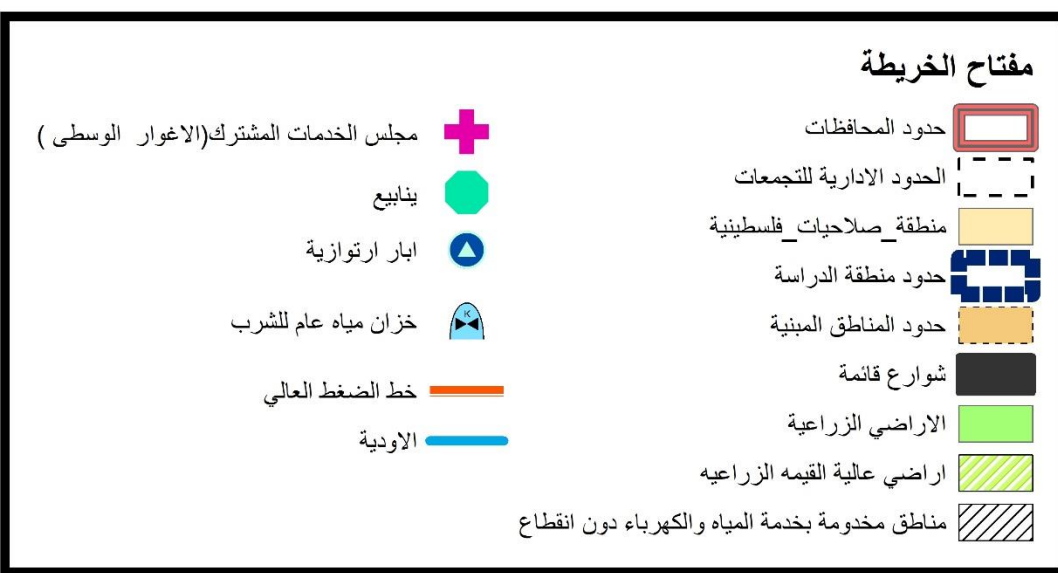 مفتاح الخريطة
حدود المحافظات
الحدود الادارية للتجمعات
منطقة_صلاحيات_فلسطينية
حدود منطقة الدراسة
حدود المناطق المبنية
شوارع قائمة
الاراضي الزراعية
اراضي عالية القيمه الزراعيه
مناطق مخدومة بخدمة المياه والكهرباء دون انقطاع
مجلس الخدمات المشترك(الاغوار الوسطى )
ينابيع
ابار ارتوازية
K
خزان مياه عام للشرب
خط الضغط العالي
الاودية